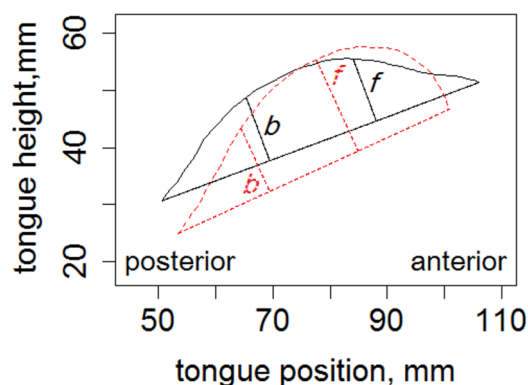 tongue height,mm
60
40
20
b
f
b
f
posterior
anterior
50
70
90
110
tongue position, mm